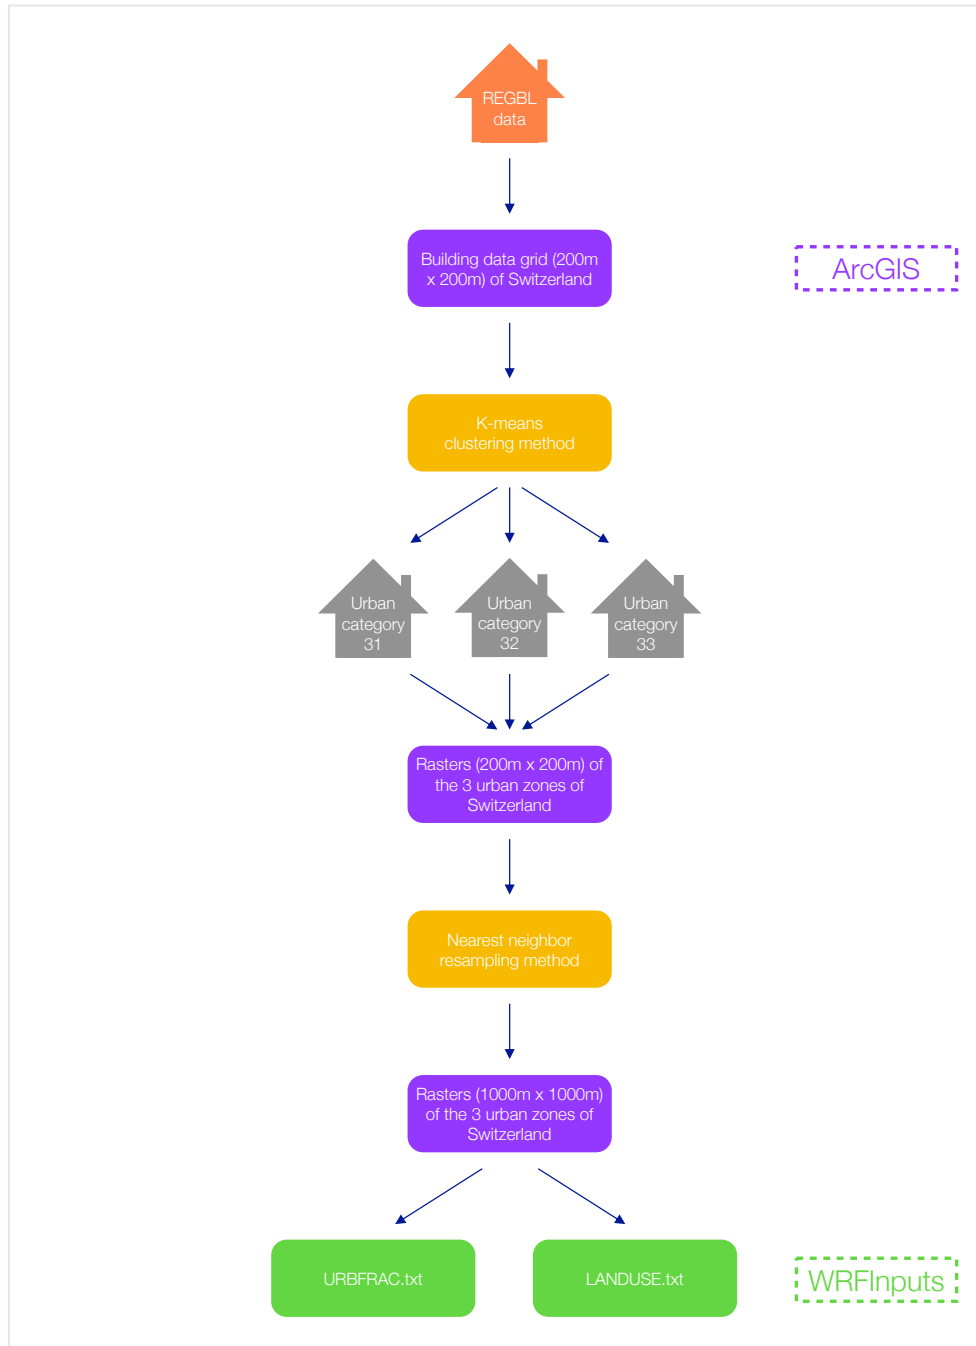 REGBL
data
Building data grid (200m
x 200m) of Switzerland
ArcGIS
K-means
clustering method
Urban
category
31
Urban
category
32
Urban
category
33
Rasters (200m x 200m) of
the 3 urban zones of
Switzerland
Nearest neighbor
resampling method
Rasters (1000m x 1000m)
of the 3 urban zones of
Switzerland
URBFRAC.txt
LANDUSE.txt
WRFInputs